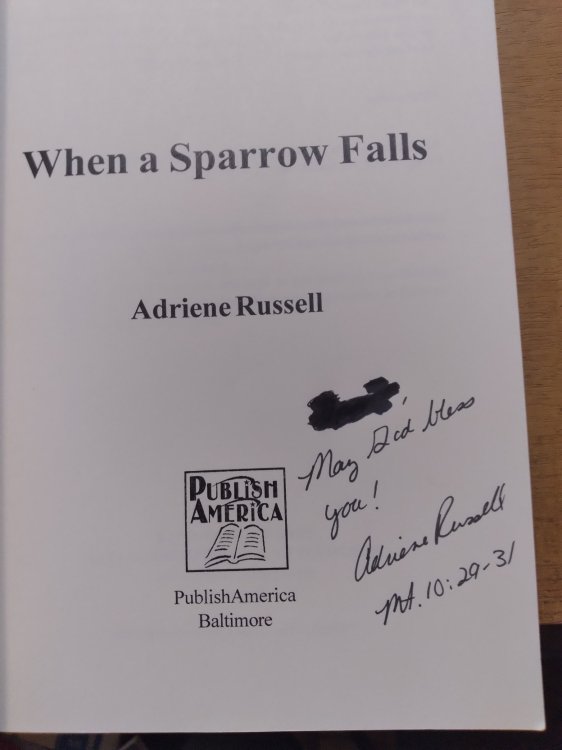 When a Sparrow Falls
Adriene Russell
May God bless
you!
Adriene Russell
Mt. 10:29-31
PUBLISH
AMERICA
PublishAmerica
Baltimore